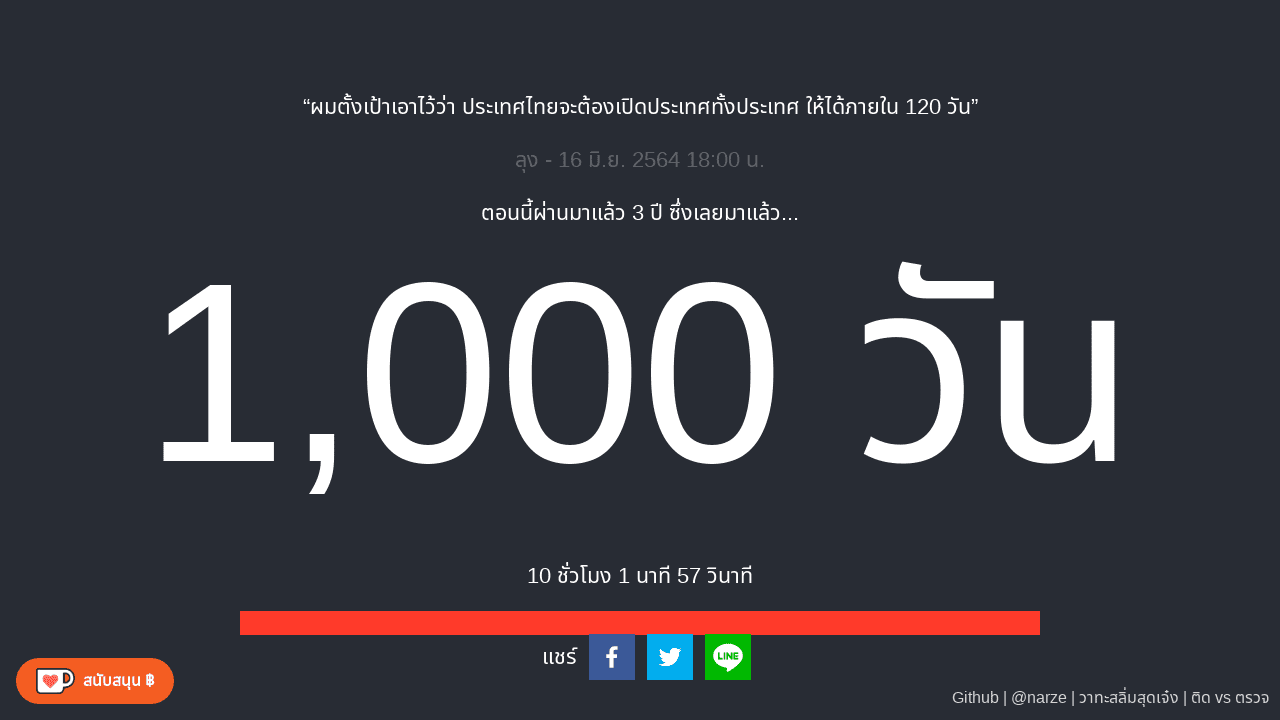 “ผมตั้งเป้าเอาไว้ว่า ประเทศไทยจะต้องเปิดประเทศทั้งประเทศ ให้ได้ภายใน 120 วัน”
ลุง - 16 มิ.ย. 2564 18:00 น.
ตอนนี้ผ่านมาแล้ว 3 ปี ซึ่งเลยมาแล้ว...
1,000 วัน
10 ชั่วโมง 1 นาที 57 วินาที
แชร์ LINE
สนับสนุน ฿
Github | @narze | วาทะสลิ่มสุดเจ๋ง | ติด vs ตรวจ